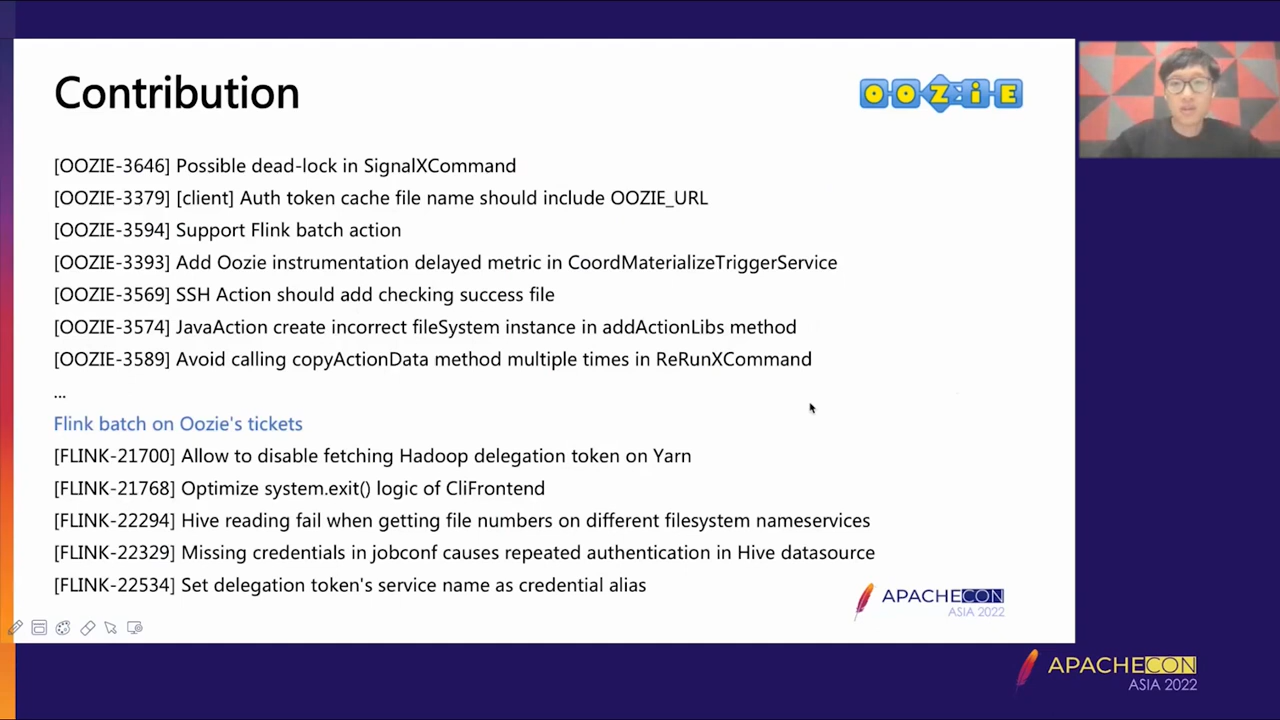 Contribution
OOZiE
[OOZIE-3646] Possible dead-lock in SignalXCommand
[OOZIE-3379] [client] Auth token cache file name should include OOZIE_URL
[OOZIE-3594] Support Flink batch action
[OOZIE-3393] Add Oozie instrumentation delayed metric in CoordMaterializeTriggerService
[OOZIE-3569] SSH Action should add checking success file
[OOZIE-3574] JavaAction create incorrect fileSystem instance in addActionLibs method
[OOZIE-3589] Avoid calling copyActionData method multiple times in ReRunXCommand
...
Flink batch on Oozie's tickets
[FLINK-21700] Allow to disable fetching Hadoop delegation token on Yarn
[FLINK-21768] Optimize system.exit() logic of CliFrontend
[FLINK-22294] Hive reading fail when getting file numbers on different filesystem nameservices
[FLINK-22329] Missing credentials in jobconf causes repeated authentication in Hive datasource
[FLINK-22534] Set delegation token's service name as credential alias
APACHECON
ASIA 2022
APACHECON
ASIA 2022